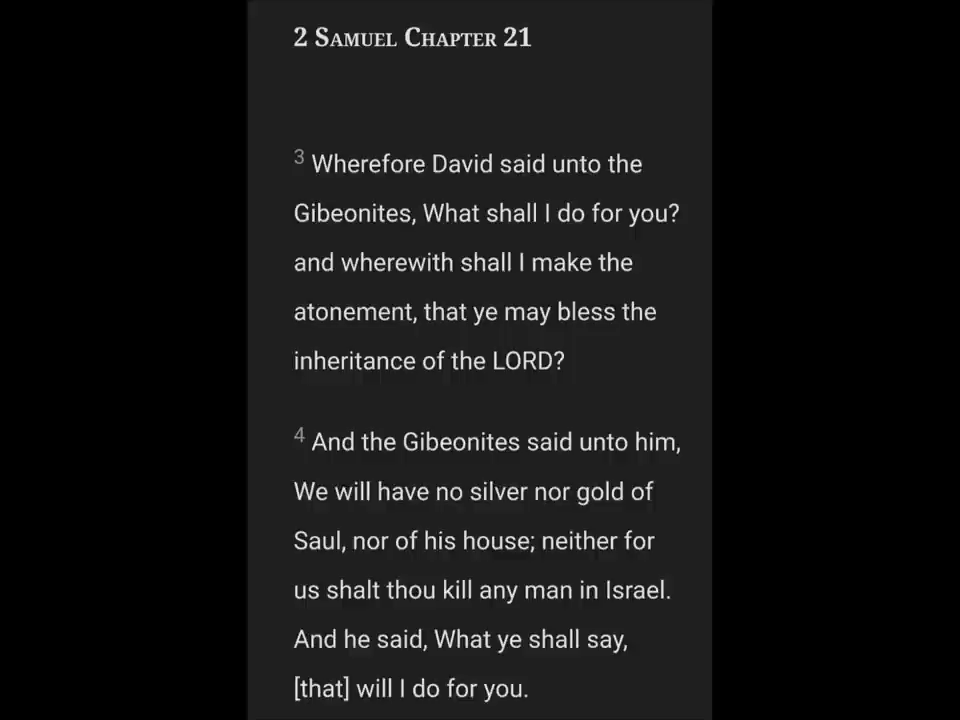 2 Samuel Chapter 21
3 Wherefore David said unto the
Gibeonites, What shall I do for you?
and wherewith shall I make the
atonement, that ye may bless the
inheritance of the LORD?
4 And the Gibeonites said unto him,
We will have no silver nor gold of
Saul, nor of his house; neither for
us shalt thou kill any man in Israel.
And he said, What ye shall say,
[that] will I do for you.